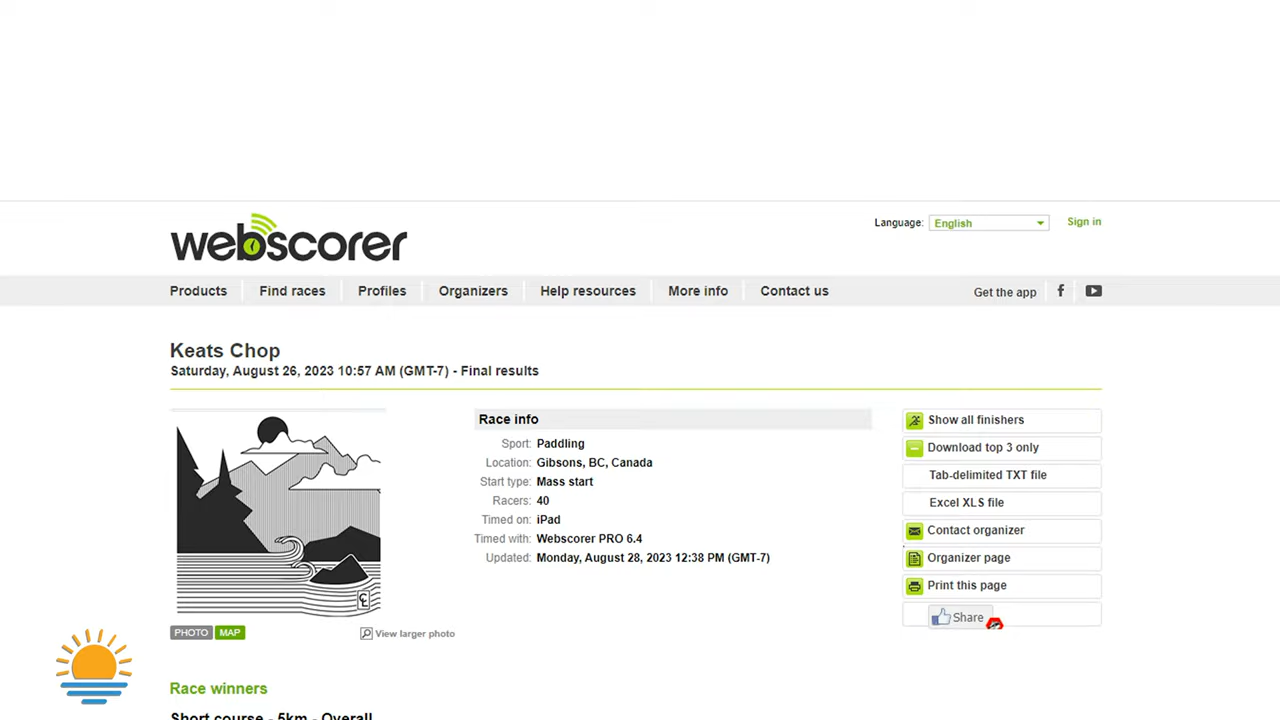 webscorer
Language: English Sign in
Products Find races Profiles Organizers Help resources More info Contact us Get the app
Keats Chop
Saturday, August 26, 2023 10:57 AM (GMT-7) - Final results
Race info
Sport: Paddling
Location: Gibsons, BC, Canada
Start type: Mass start
Racers: 40
Timed on: iPad
Timed with: Webscorer PRO 6.4
Updated: Monday, August 28, 2023 12:38 PM (GMT-7)
Show all finishers
Download top 3 only
Tab-delimited TXT file
Excel XLS file
Contact organizer
Organizer page
Print this page
Share
PHOTO MAP View larger photo
Race winners
Short course - 5km - Overall